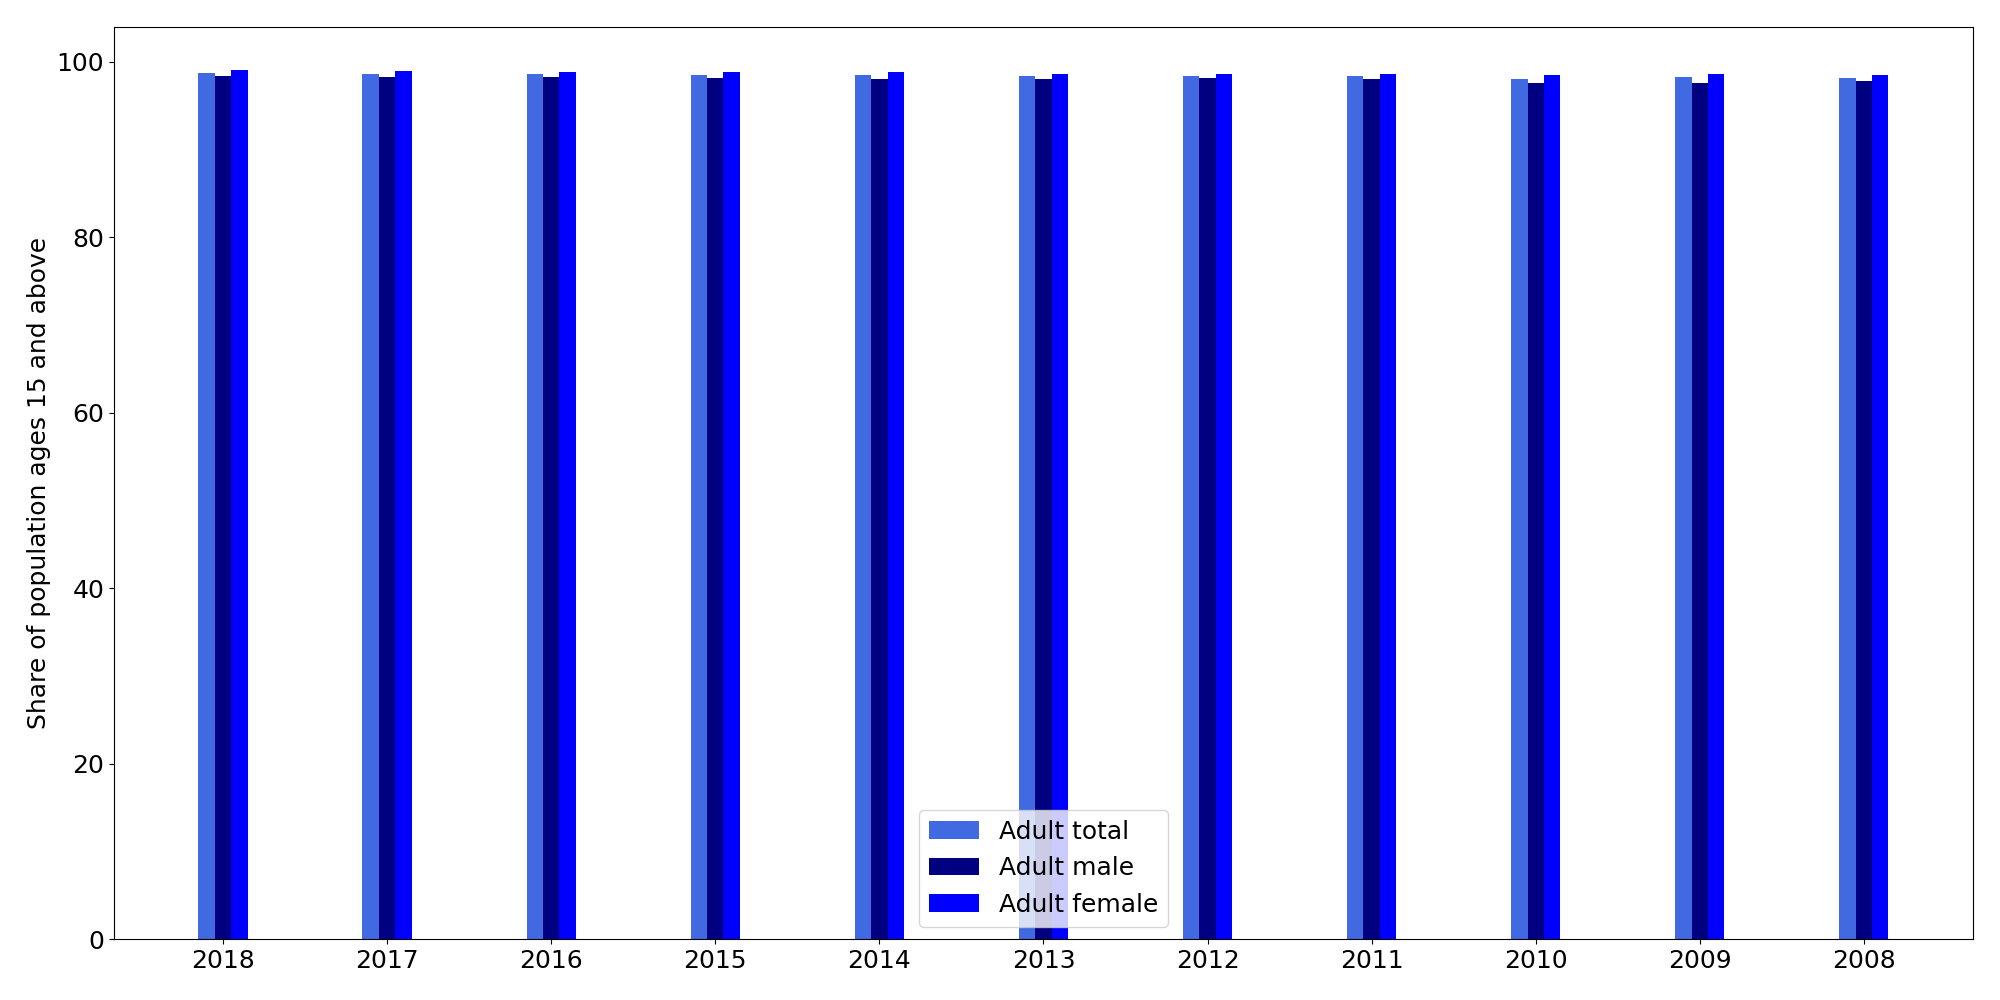 Share of population ages 15 and above
100
80
60
40
20
0
Adult total
Adult male
Adult female
2018 2017 2016 2015 2014 2013 2012 2011 2010 2009 2008